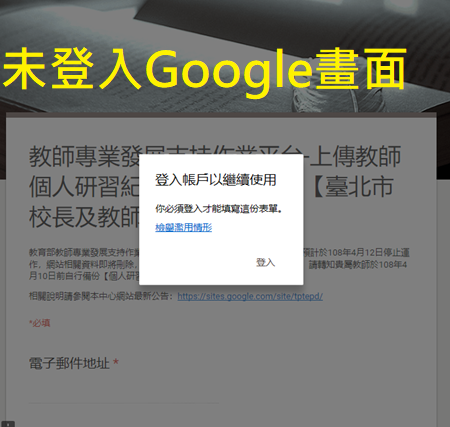 未登入Google畫面
教師專業發展支持作業平台-上傳教師
個人研習紀
【臺北市
校長及教師
登入帳戶以繼續使用
你必須登入才能填寫這份表單。
檢舉濫用情形
登入
教育部教師專業發展支持作業
預計於108年4月12日停止運
作，網站相關資料即將刪除，
請轉知貴屬教師於108年4
月10日前自行備份【個人研
相關說明請參閱本中心網站最新公告：https://sites.google.com/site/tptepd/
*必填
電子郵件地址 *